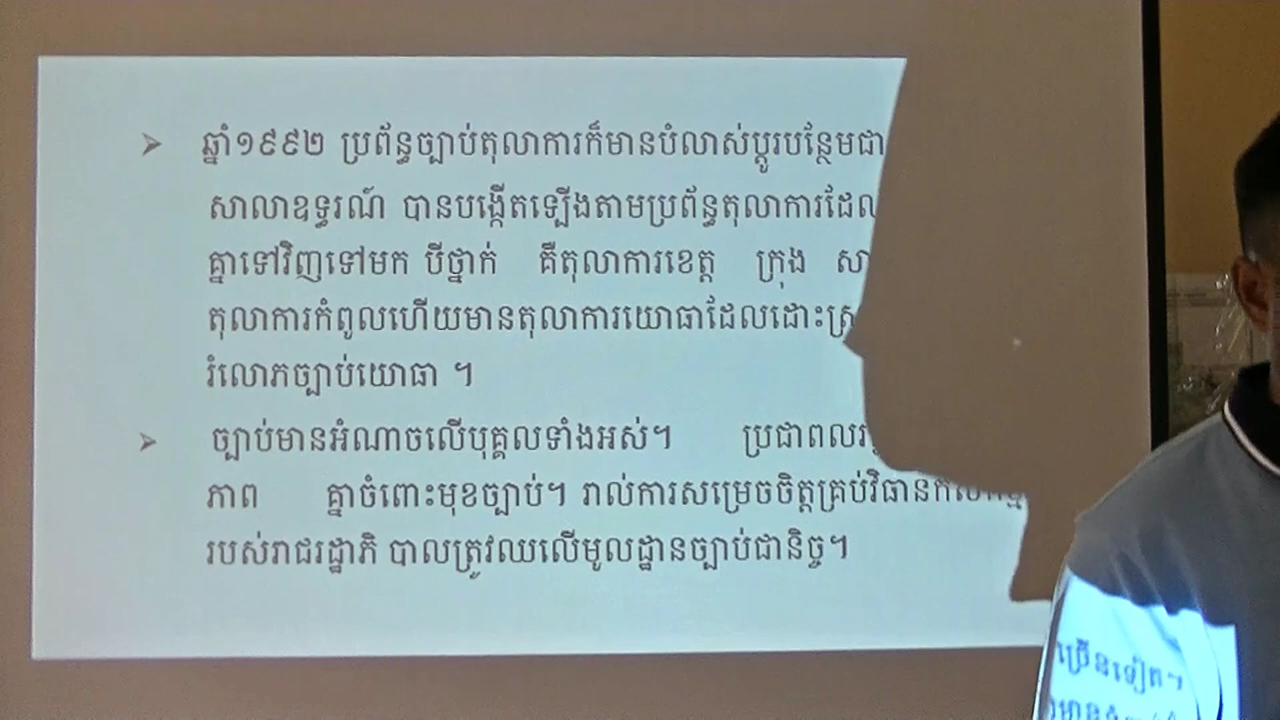 ឆ្នាំ១៩៩២ ប្រព័ន្ធច្បាប់តុលាការក៏មានបំលាស់ប្តូរបន្ថែមជា
សាលាឧទ្ធរណ៍ បានបង្កើតឡើងតាមប្រព័ន្ធតុលាការដែល
គ្នាទៅវិញទៅមក បីថ្នាក់ គឺតុលាការខេត្ត ក្រុង សា
តុលាការកំពូលហើយមានតុលាការយោធាដែលដោះស្រ
រំលោភច្បាប់យោធា ។
ច្បាប់មានអំណាចលើបុគ្គលទាំងអស់។ ប្រជាពលរ
ភាព គ្នាចំពោះមុខច្បាប់។ រាល់ការសម្រេចចិត្តគ្រប់វិធានការ
របស់រាជរដ្ឋាភិ បាលត្រូវឈលើមូលដ្ឋានច្បាប់ជានិច្ច។
ច្រើនទៀត។